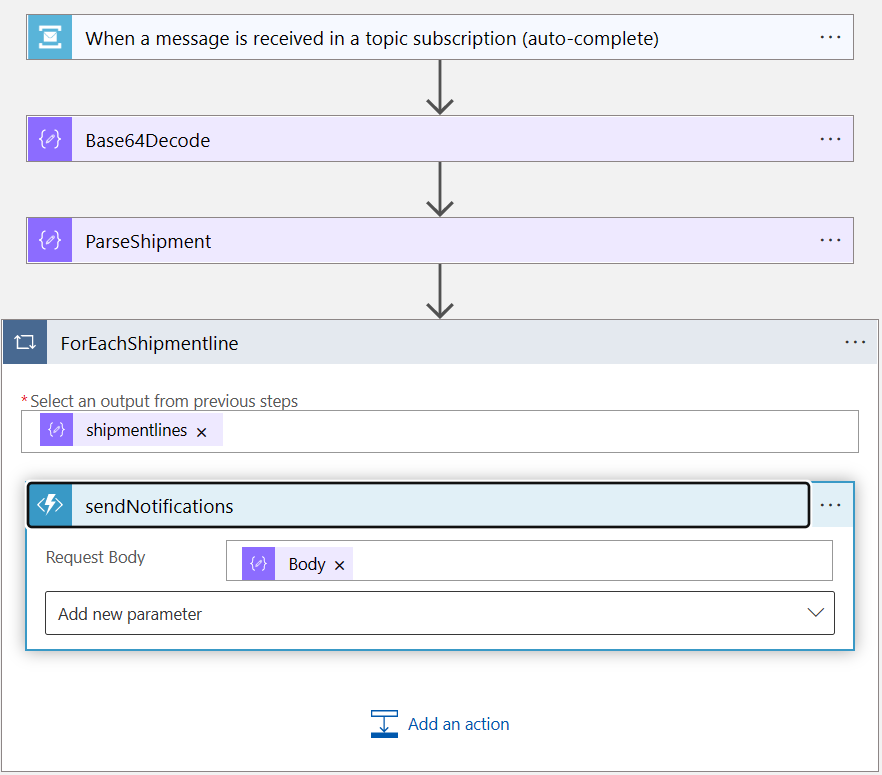 When a message is received in a topic subscription (auto-complete)
Base64Decode
ParseShipment
ForEachShipmentline
*Select an output from previous steps
shipmentlines ×
sendNotifications
Request Body
Body ×
Add new parameter
Add an action